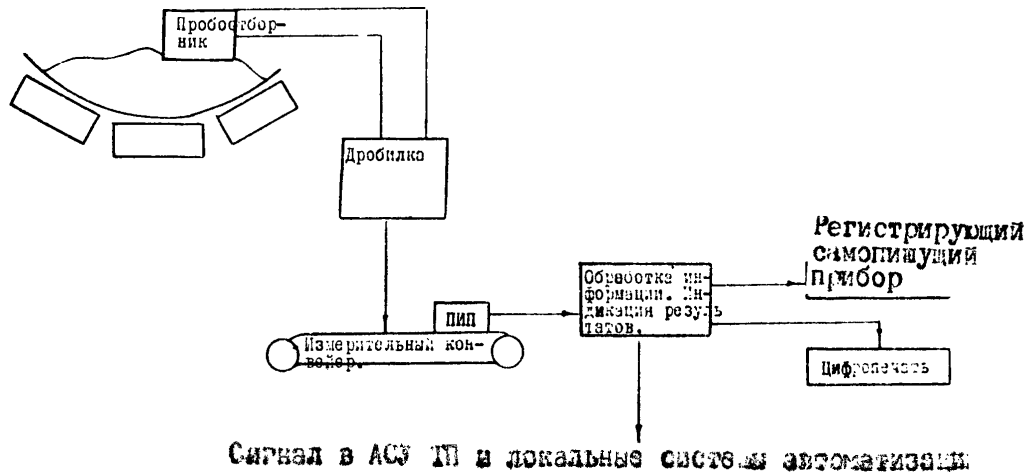 Пробоотбор-
ник
Дробилка
Регистрирующий
самопишущий
прибор
Обработка ин-
формации. Ин-
дикация резуль
татов.
ПИП
Измерительный кон-
вейер.
Цифропечать
Сигнал в АСУ ТП и локальные системы автоматизации